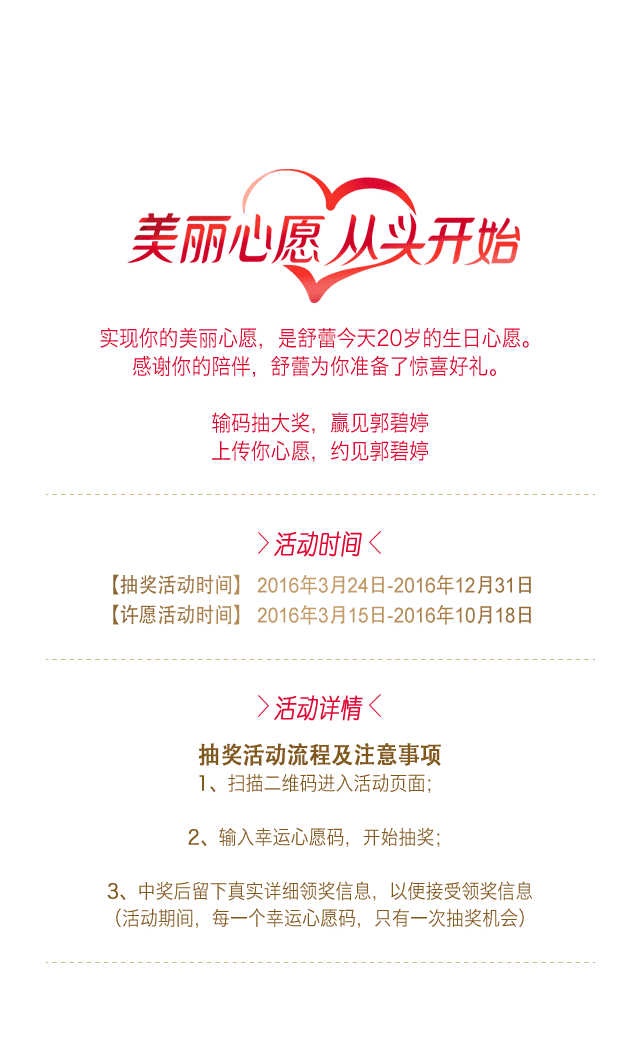 美丽心愿 从头开始
实现你的美丽心愿，是舒蕾今天20岁的生日心愿。
感谢你的陪伴，舒蕾为你准备了惊喜好礼。
输码抽大奖，赢见郭碧婷
上传你心愿，约见郭碧婷
活动时间
【抽奖活动时间】 2016年3月24日-2016年12月31日
【许愿活动时间】 2016年3月15日-2016年10月18日
活动详情
抽奖活动流程及注意事项
1、扫描二维码进入活动页面；
2、输入幸运心愿码，开始抽奖；
3、中奖后留下真实详细领奖信息，以便接受领奖信息
（活动期间，每一个幸运心愿码，只有一次抽奖机会）